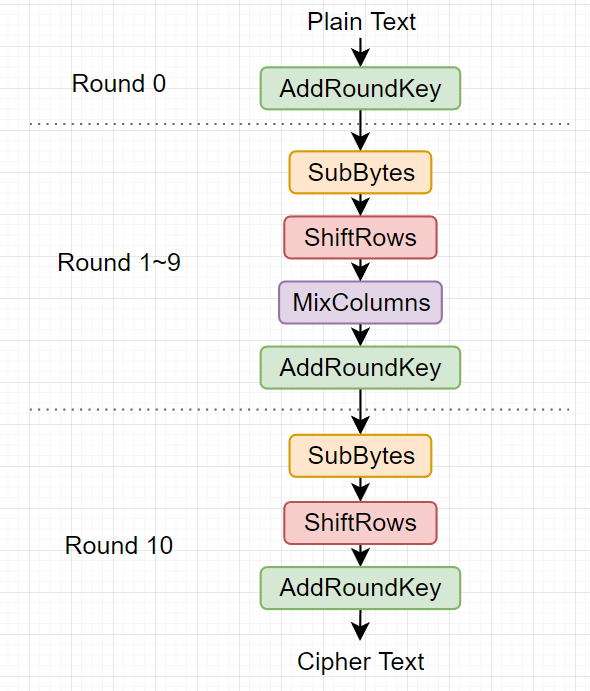 Plain Text
Round 0
AddRoundKey
SubBytes
ShiftRows
Round 1~9
MixColumns
AddRoundKey
SubBytes
ShiftRows
Round 10
AddRoundKey
Cipher Text